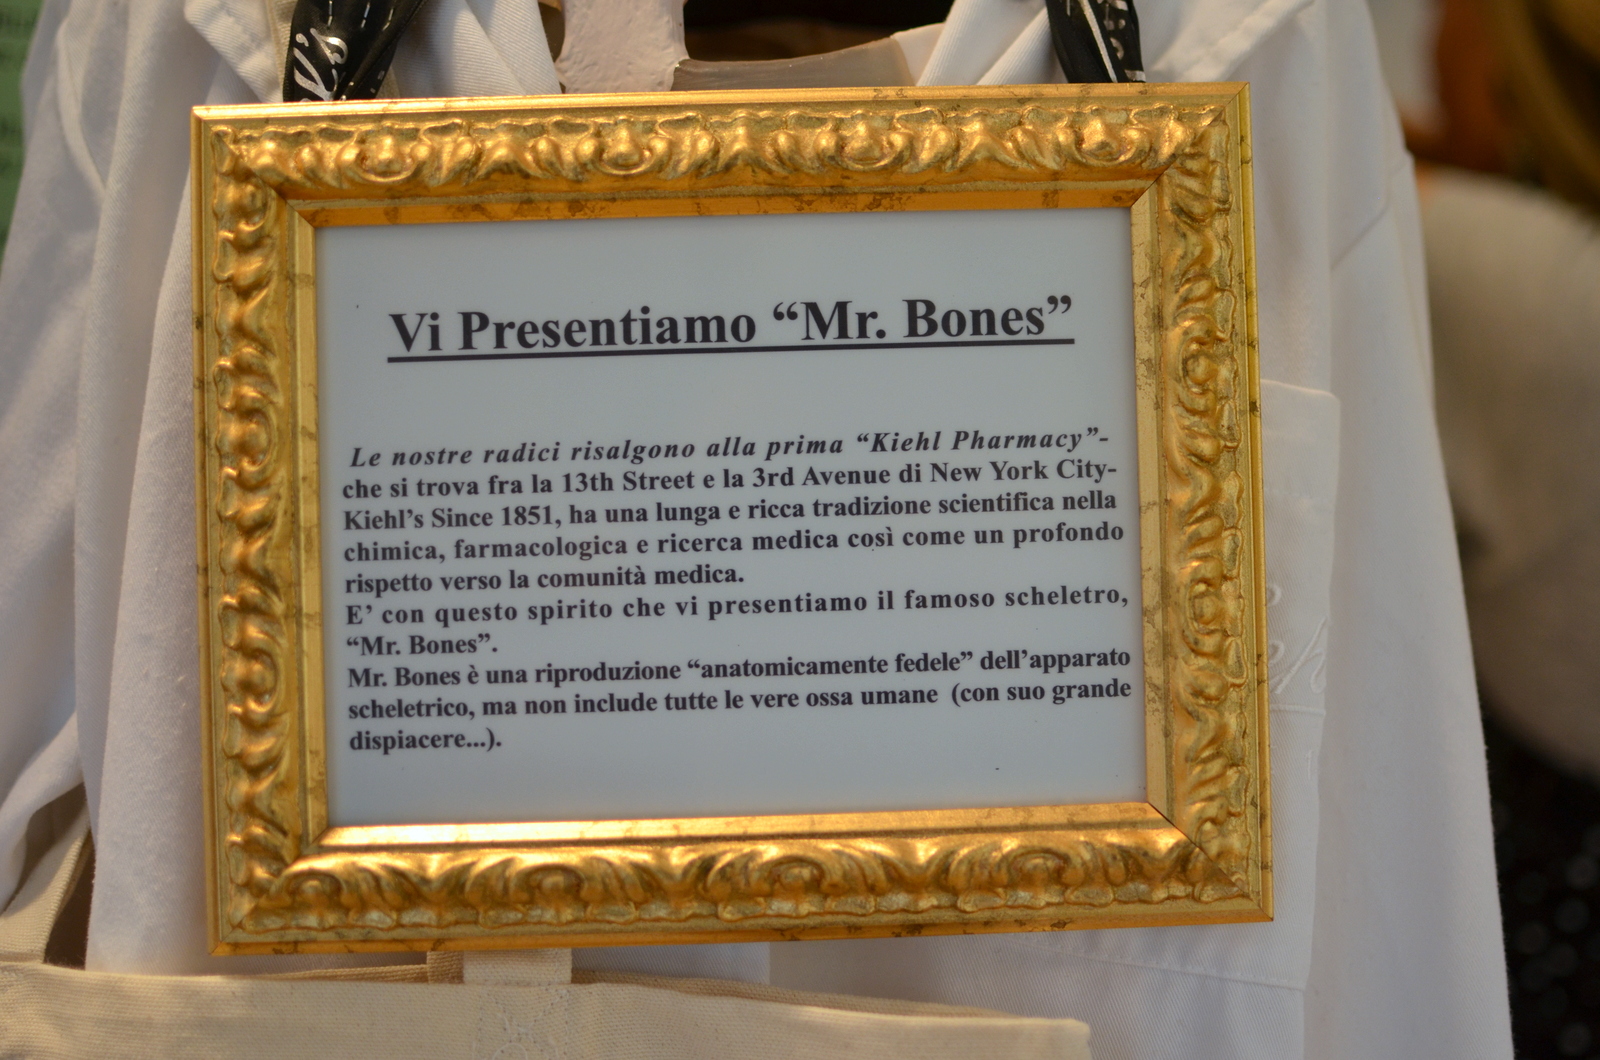 l's
Vi Presentiamo “Mr. Bones”
Le nostre radici risalgono alla prima “Kiehl Pharmacy”-
che si trova fra la 13th Street e la 3rd Avenue di New York City-
Kiehl’s Since 1851, ha una lunga e ricca tradizione scientifica nella
chimica, farmacologica e ricerca medica così come un profondo
rispetto verso la comunità medica.
E’ con questo spirito che vi presentiamo il famoso scheletro,
“Mr. Bones”.
Mr. Bones è una riproduzione “anatomicamente fedele” dell’apparato
scheletrico, ma non include tutte le vere ossa umane (con suo grande
dispiacere...).